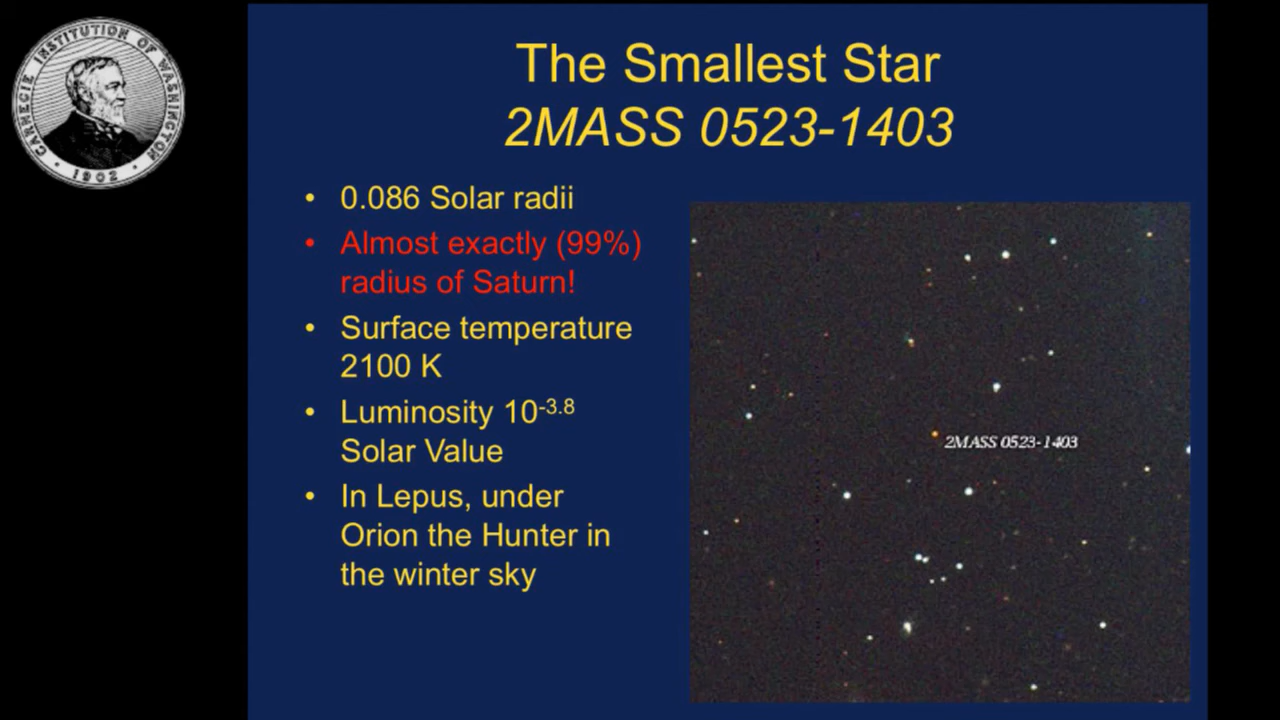 CARNEGIE INSTITUTION OF WASHINGTON
• 1902 •
The Smallest Star
2MASS 0523-1403
• 0.086 Solar radii
• Almost exactly (99%)
radius of Saturn!
• Surface temperature
2100 K
• Luminosity 10⁻³·⁸
Solar Value
• In Lepus, under
Orion the Hunter in
the winter sky
2MASS 0523-1403